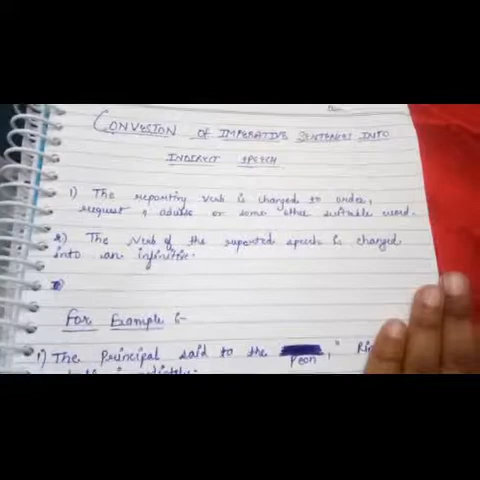 CONVESION OF IMPERATIVE SENTENCES INTO
INDIRECT SPEECH
1) The reporting verb is changed to order,
request, advise or some other suitable word.
2) The verb of the reported speech is changed
into an infinitive.
For Example :-
1) The Principal said to the Peon, "